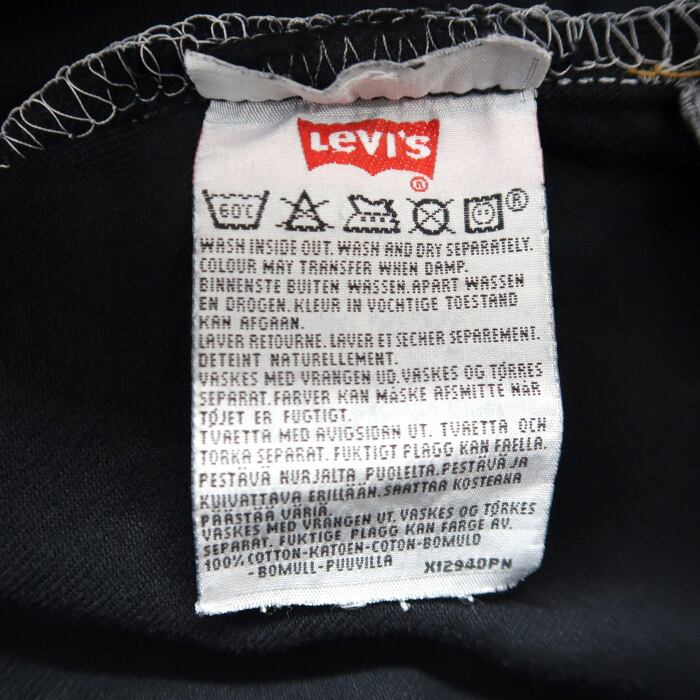 LEVI'S
®
60C ®
WASH INSIDE OUT. WASH AND DRY SEPARATELY.
COLOUR MAY TRANSFER WHEN DAMP.
BINNENSTE BUITEN WASSEN. APART WASSEN
EN DROGEN. KLEUR IN VOCHTIGE TOESTAND
KAN AFGAAN.
LAVER RETOURNE. LAVER ET SECHER SEPAREMENT.
DETEINT NATURELLEMENT.
VASKES MED VRANGEN UD. VASKES OG TØRRES
SEPARAT. FARVER KAN MÅSKE AFSMITTE NÅR
TØJET ER FUGTIGT.
TVAETTA MED AVIGSIDAN UT. TVAETTA OCH
TORKA SEPARAT. FUKTIGT PLAGG KAN FAELLA.
PESTÄVÄ NURJALTA PUOLELTA. PESTÄVÄ JA
KUIVATTAVA ERILLÄÄN. SAATTAA KOSTEANA
PÄÄSTÄÄ VÄRIÄ.
VASKES MED VRANGEN UT. VASKES OG TØRKES
SEPARAT. FUKTIGE PLAGG KAN FARGE AV.
100% COTTON-KATOEN-COTON-BOMULD
-BOMULL-PUUVILLA X1294DPN